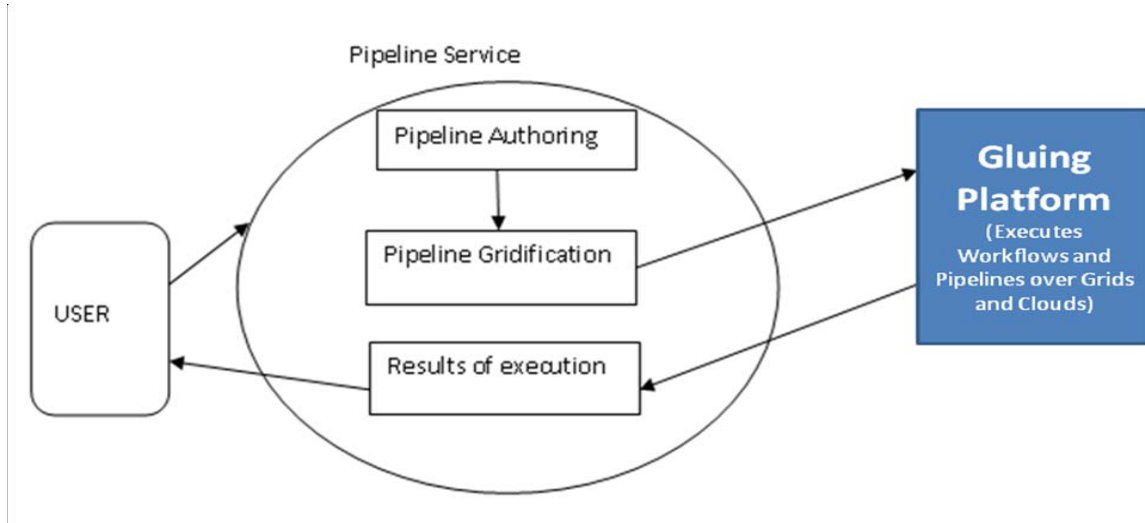 Pipeline Service
Pipeline Authoring
Pipeline Gridification
Results of execution
USER
Gluing
Platform
(Executes
Workflows and
Pipelines over Grids
and Clouds)